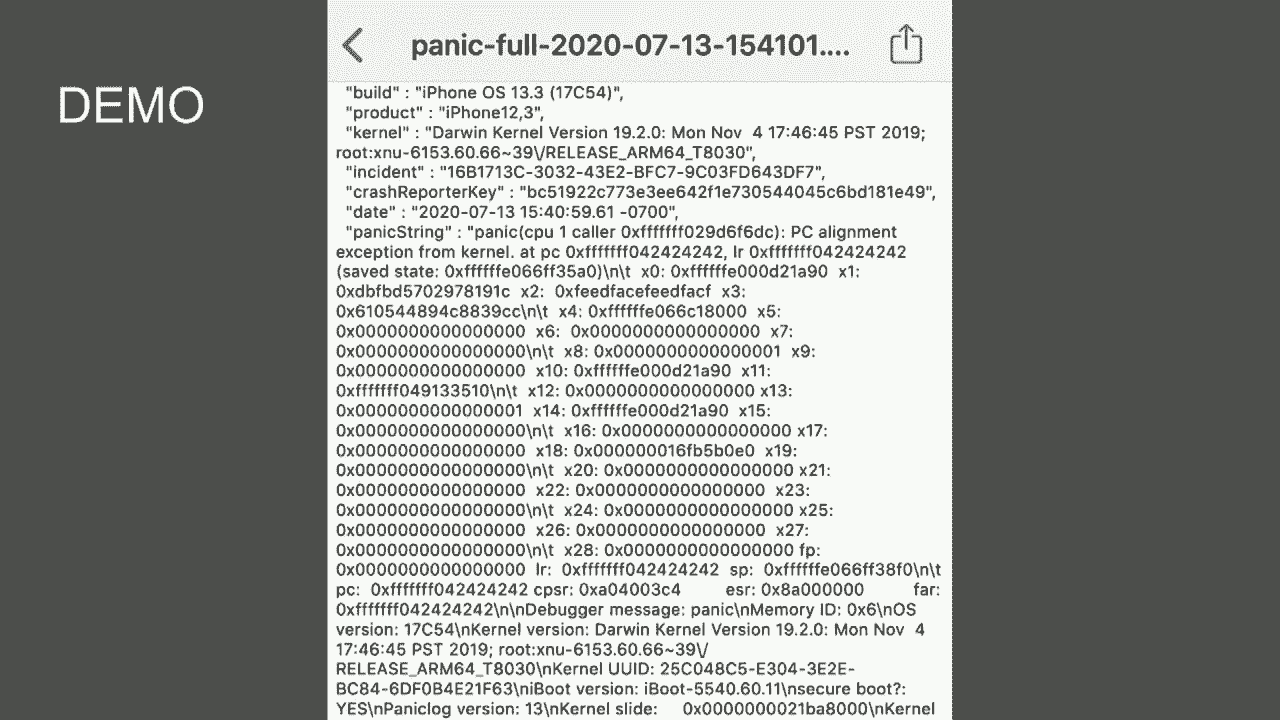 DEMO
panic-full-2020-07-13-154101....
"build" : "iPhone OS 13.3 (17C54)",
"product" : "iPhone12,3",
"kernel" : "Darwin Kernel Version 19.2.0: Mon Nov  4 17:46:45 PST 2019;
root:xnu-6153.60.66~39\/RELEASE_ARM64_T8030",
"incident" : "16B1713C-3032-43E2-BFC7-9C03FD643DF7",
"crashReporterKey" : "bc51922c773e3ee642f1e730544045c6bd181e49",
"date" : "2020-07-13 15:40:59.61 -0700",
"panicString" : "panic(cpu 1 caller 0xfffffff029d6f6dc): PC alignment
exception from kernel. at pc 0xfffffff042424242, lr 0xfffffff042424242
(saved state: 0xffffffe066ff35a0)\n\t  x0: 0xffffffe000d21a90  x1:
0xdbfbd5702978191c  x2:  0xfeedfacefeedfacf  x3:
0x610544894c8839cc\n\t  x4: 0xffffffe066c18000  x5:
0x0000000000000000  x6:  0x0000000000000000  x7:
0x0000000000000000\n\t  x8: 0x0000000000000001  x9:
0x0000000000000000  x10: 0xffffffe000d21a90  x11:
0xfffffff049133510\n\t  x12: 0x0000000000000000 x13:
0x0000000000000001  x14: 0xffffffe000d21a90  x15:
0x0000000000000000\n\t  x16: 0x0000000000000000 x17:
0x0000000000000000  x18: 0x000000016fb5b0e0  x19:
0x0000000000000000\n\t  x20: 0x0000000000000000 x21:
0x0000000000000000  x22: 0x0000000000000000  x23:
0x0000000000000000\n\t  x24: 0x0000000000000000 x25:
0x0000000000000000  x26: 0x0000000000000000  x27:
0x0000000000000000\n\t  x28: 0x0000000000000000 fp:
0x0000000000000000  lr:  0xfffffff042424242  sp:  0xffffffe066ff38f0\n\t
pc:  0xfffffff042424242 cpsr: 0xa04003c4         esr: 0x8a000000          far:
0xfffffff042424242\n\nDebugger message: panic\nMemory ID: 0x6\nOS
version: 17C54\nKernel version: Darwin Kernel Version 19.2.0: Mon Nov  4
17:46:45 PST 2019; root:xnu-6153.60.66~39\/
RELEASE_ARM64_T8030\nKernel UUID: 25C048C5-E304-3E2E-
BC84-6DF0B4E21F63\niBoot version: iBoot-5540.60.11\nsecure boot?:
YES\nPaniclog version: 13\nKernel slide:     0x0000000021ba8000\nKernel